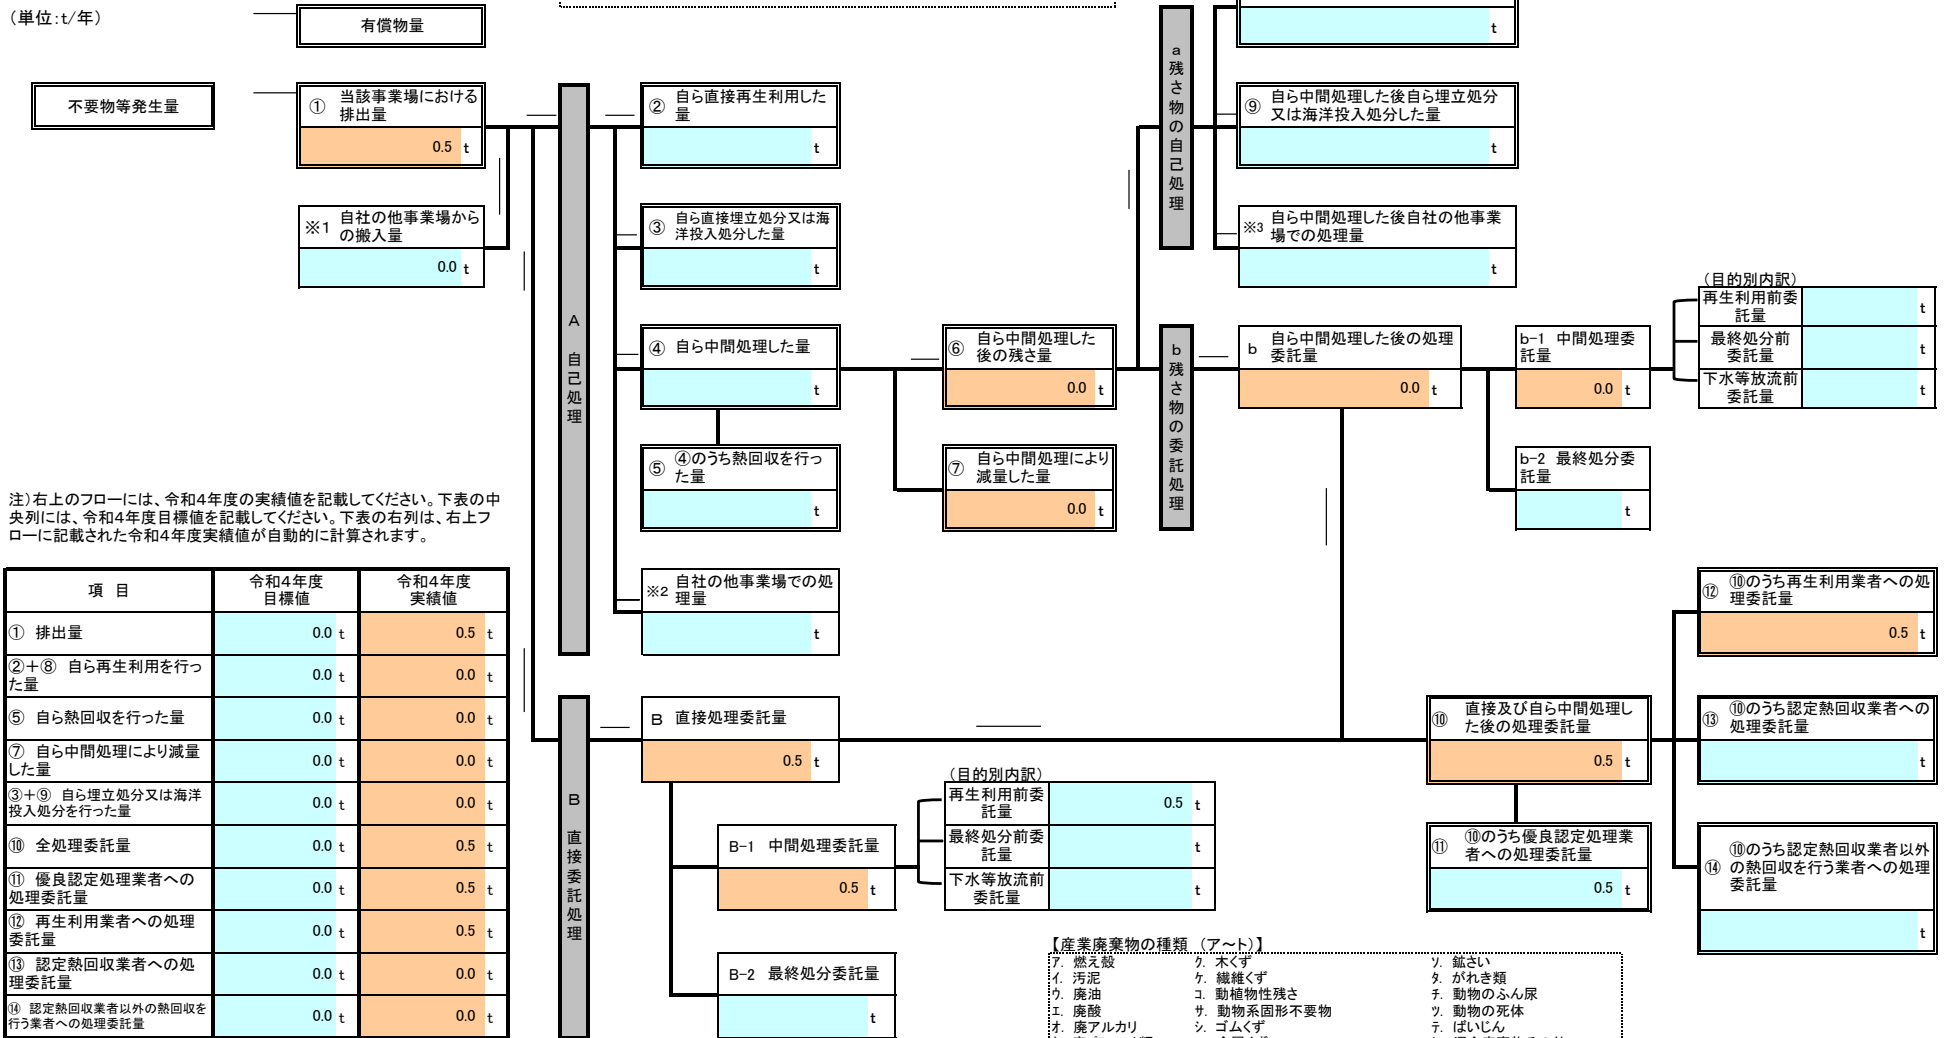 （単位：t/年）
有償物量
t
不要物等発生量
① 当該事業場における
排出量
0.5 t
※1 自社の他事業場から
の搬入量
0.0 t
A 自己処理
② 自ら直接再生利用した
量
t
③ 自ら直接埋立処分又は海
洋投入処分した量
t
④ 自ら中間処理した量
t
⑤ ④のうち熱回収を行っ
た量
t
※2 自社の他事業場での処
理量
t
⑥ 自ら中間処理した
後の残さ量
0.0 t
⑦ 自ら中間処理により
減量した量
0.0 t
a 残さ物の自己処理
⑨ 自ら中間処理した後自ら埋立処分
又は海洋投入処分した量
t
※3 自ら中間処理した後自社の他事業
場での処理量
t
b 残さ物の委託処理
b 自ら中間処理した後の処理
委託量
0.0 t
b-1 中間処理委
託量
0.0 t
b-2 最終処分委
託量
t
（目的別内訳）
再生利用前委
託量
t
最終処分前
委託量
t
下水等放流前
委託量
t
注）右上のフローには、令和4年度の実績値を記載してください。下表の中
央列には、令和4年度目標値を記載してください。下表の右列は、右上フ
ローに記載された令和4年度実績値が自動的に計算されます。
項 目 令和4年度 目標値 令和4年度 実績値
① 排出量 0.0 t 0.5 t
②＋⑧ 自ら再生利用を行っ
た量 0.0 t 0.0 t
⑤ 自ら熱回収を行った量 0.0 t 0.0 t
⑦ 自ら中間処理により減量
した量 0.0 t 0.0 t
③＋⑨ 自ら埋立処分又は海洋
投入処分を行った量 0.0 t 0.0 t
⑩ 全処理委託量 0.0 t 0.5 t
⑪ 優良認定処理業者への
処理委託量 0.0 t 0.5 t
⑫ 再生利用業者への処理
委託量 0.0 t 0.5 t
⑬ 認定熱回収業者への処
理委託量 0.0 t 0.0 t
⑭ 認定熱回収業者以外の熱回収を
行う業者への処理委託量 0.0 t 0.0 t
B 直接委託処理
B 直接処理委託量
0.5 t
B-1 中間処理委託量
0.5 t
B-2 最終処分委託量
t
（目的別内訳）
再生利用前委
託量
0.5 t
最終処分前委
託量
t
下水等放流前
委託量
t
⑩ 直接及び自ら中間処理し
た後の処理委託量
0.5 t
⑪ ⑩のうち優良認定処理業
者への処理委託量
0.5 t
⑫ ⑩のうち再生利用業者への処
理委託量
0.5 t
⑬ ⑩のうち認定熱回収業者への
処理委託量
t
⑭ ⑩のうち認定熱回収業者以外
の熱回収を行う業者への処理
委託量
t
【産業廃棄物の種類 （ア～ト）】
ア. 燃え殻 ク. 木くず ソ. 鉱さい
イ. 汚泥 ケ. 繊維くず タ. がれき類
ウ. 廃油 コ. 動植物性残さ チ. 動物のふん尿
エ. 廃酸 サ. 動物系固形不要物 ツ. 動物の死体
オ. 廃アルカリ シ. ゴムくず テ. ばいじん